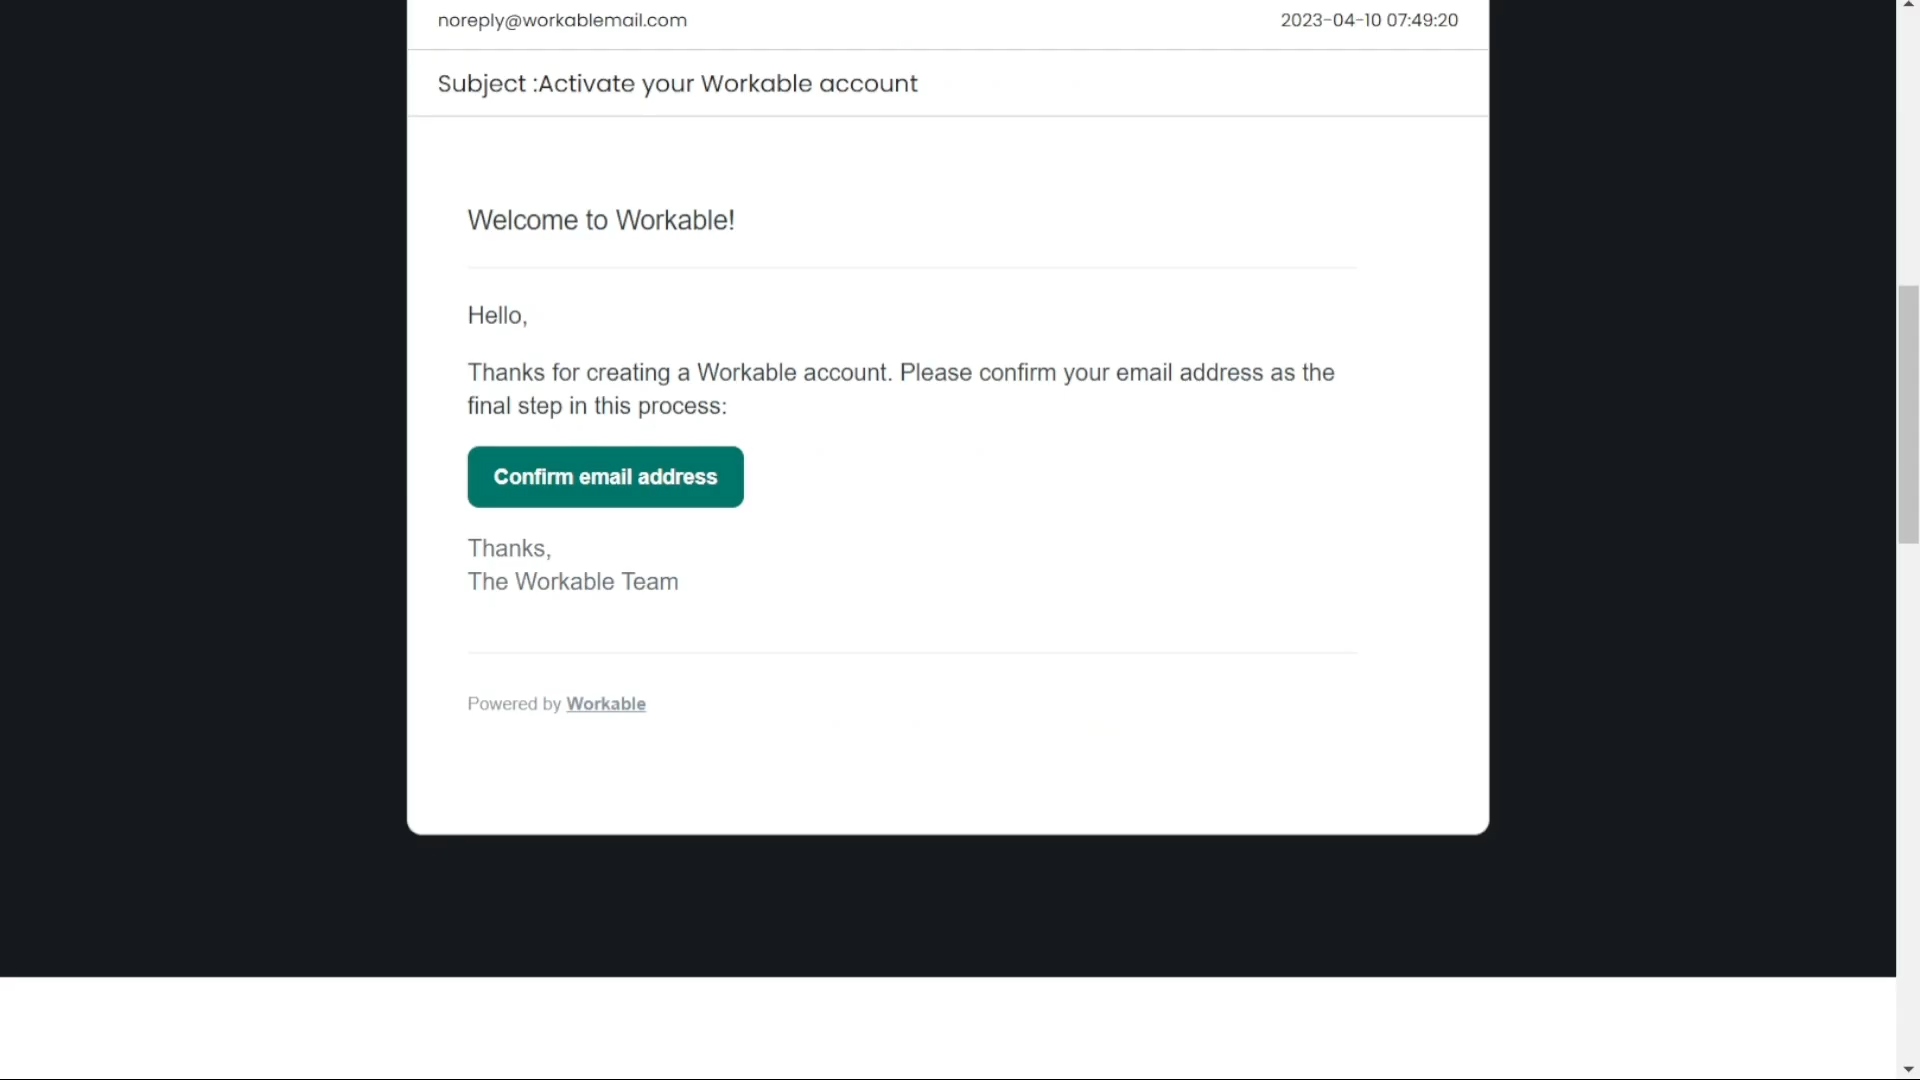 noreply@workablemail.com 2023-04-10 07:49:20
Subject :Activate your Workable account
Welcome to Workable!
Hello,
Thanks for creating a Workable account. Please confirm your email address as the
final step in this process:
Confirm email address
Thanks,
The Workable Team
Powered by Workable